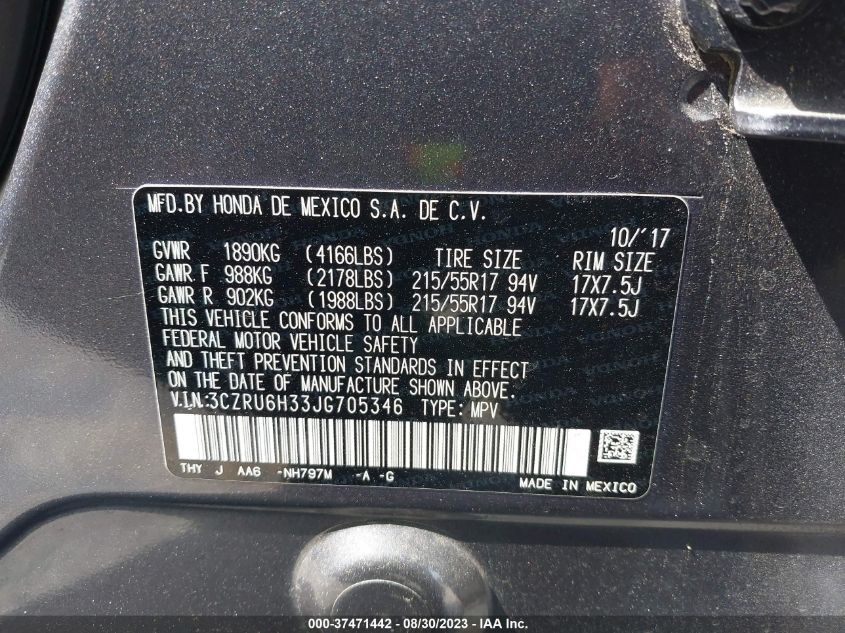 MFD.BY HONDA DE MEXICO S.A. DE C.V.
10/'17
GVWR 1890KG (4166LBS) TIRE SIZE RIM SIZE
GAWR F 988KG (2178LBS) 215/55R17 94V 17X7.5J
GAWR R 902KG (1988LBS) 215/55R17 94V 17X7.5J
THIS VEHICLE CONFORMS TO ALL APPLICABLE
FEDERAL MOTOR VEHICLE SAFETY
AND THEFT PREVENTION STANDARDS IN EFFECT
ON THE DATE OF MANUFACTURE SHOWN ABOVE.
V.I.N:3CZRU6H33JG705346 TYPE: MPV
THY J AA6 -NH797M -A -G
MADE IN MEXICO
000-37471442 - 08/30/2023 - IAA Inc.